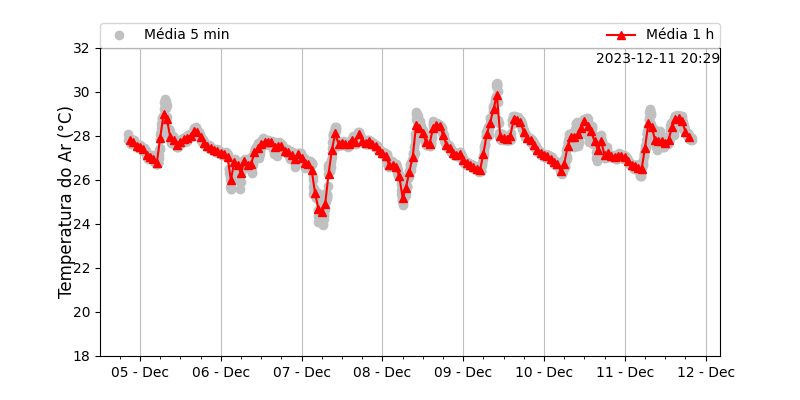 Média 5 min
Média 1 h
2023-12-11 20:29
Temperatura do Ar (°C)
32
30
28
26
24
22
20
18
05 - Dec
06 - Dec
07 - Dec
08 - Dec
09 - Dec
10 - Dec
11 - Dec
12 - Dec